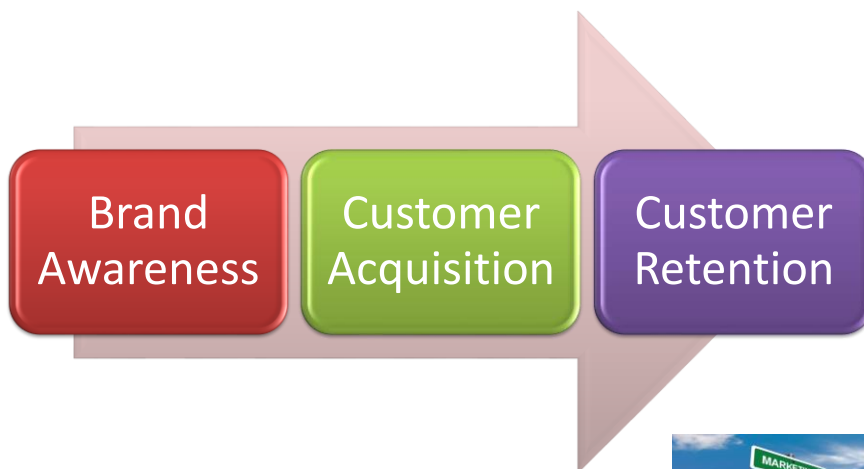 Brand
Awareness
Customer
Acquisition
Customer
Retention